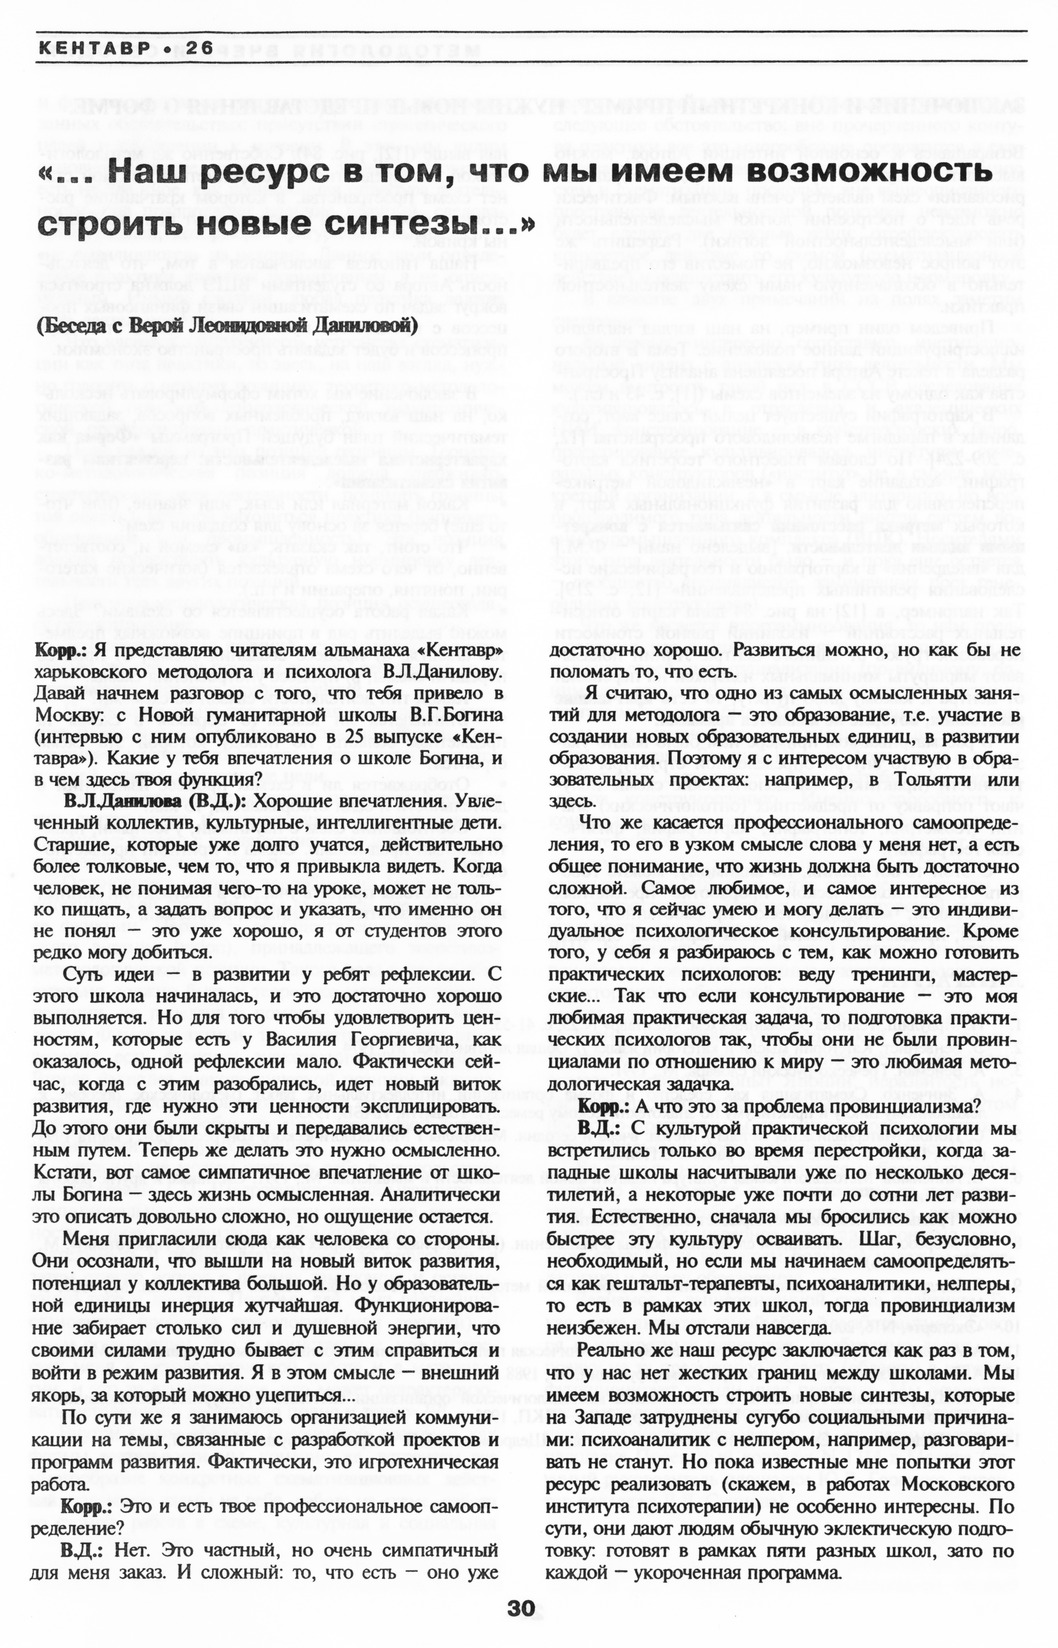 КЕНТАВР • 26
«... Наш ресурс в том, что мы имеем возможность
строить новые синтезы...»
(Беседа с Верой Леонидовной Даниловой)
Корр.: Я представляю читателям альманаха «Кентавр»
харьковского методолога и психолога В.Л.Данилову.
Давай начнем разговор с того, что тебя привело в
Москву: с Новой гуманитарной школы В.Г.Богина
(интервью с ним опубликовано в 25 выпуске «Кен-
тавра»). Какие у тебя впечатления о школе Богина, и
в чем здесь твоя функция?
В.Л.Данилова (В.Д.): Хорошие впечатления. Увле-
ченный коллектив, культурные, интеллигентные дети.
Старшие, которые уже долго учатся, действительно
более толковые, чем то, что я привыкла видеть. Когда
человек, не понимая чего-то на уроке, может не толь-
ко пищать, а задать вопрос и указать, что именно он
не понял — это уже хорошо, я от студентов этого
редко могу добиться.
Суть идеи — в развитии у ребят рефлексии. С
этого школа начиналась, и это достаточно хорошо
выполняется. Но для того чтобы удовлетворить цен-
ностям, которые есть у Василия Георгиевича, как
оказалось, одной рефлексии мало. Фактически сей-
час, когда с этим разобрались, идет новый виток
развития, где нужно эти ценности эксплицировать.
До этого они были скрыты и передавались естествен-
ным путем. Теперь же делать это нужно осмысленно.
Кстати, вот самое симпатичное впечатление от шко-
лы Богина — здесь жизнь осмысленная. Аналитически
это описать довольно сложно, но ощущение остается.
Меня пригласили сюда как человека со стороны.
Они осознали, что вышли на новый виток развития,
потенциал у коллектива большой. Но у образователь-
ной единицы инерция жутчайшая. Функционирова-
ние забирает столько сил и душевной энергии, что
своими силами трудно бывает с этим справиться и
войти в режим развития. Я в этом смысле — внешний
якорь, за который можно уцепиться...
По сути же я занимаюсь организацией коммуни-
кации на темы, связанные с разработкой проектов и
программ развития. Фактически, это игротехническая
работа.
Корр.: Это и есть твое профессиональное самооп-
ределение?
В.Д.: Нет. Это частный, но очень симпатичный
для меня заказ. И сложный: то, что есть — оно уже
достаточно хорошо. Развиться можно, но как бы не
поломать то, что есть.
Я считаю, что одно из самых осмысленных заня-
тий для методолога — это образование, т.е. участие в
создании новых образовательных единиц, в развитии
образования. Поэтому я с интересом участвую в обра-
зовательных проектах: например, в Тольятти или
здесь.
Что же касается профессионального самоопреде-
ления, то его в узком смысле слова у меня нет, а есть
общее понимание, что жизнь должна быть достаточно
сложной. Самое любимое, и самое интересное из
того, что я сейчас умею и могу делать — это индиви-
дуальное психологическое консультирование. Кроме
того, у себя я разбираюсь с тем, как можно готовить
практических психологов: веду тренинги, мастер-
ские... Так что если консультирование — это моя
любимая практическая задача, то подготовка практи-
ческих психологов так, чтобы они не были провин-
циалами по отношению к миру — это любимая мето-
дологическая задачка.
Корр.: А что это за проблема провинциализма?
В.Д.: С культурой практической психологии мы
встретились только во время перестройки, когда за-
падные школы насчитывали уже по несколько деся-
тилетий, а некоторые уже почти до сотни лет разви-
тия. Естественно, сначала мы бросились как можно
быстрее эту культуру осваивать. Шаг, безусловно,
необходимый, но если мы начинаем самоопределять-
ся как гештальт-терапевты, психоаналитики, нелперы,
то есть в рамках этих школ, тогда провинциализм
неизбежен. Мы отстали навсегда.
Реально же наш ресурс заключается как раз в том,
что у нас нет жестких границ между школами. Мы
имеем возможность строить новые синтезы, которые
на Западе затруднены сугубо социальными причина-
ми: психоаналитик с нелпером, например, разговари-
вать не станут. Но пока известные мне попытки этот
ресурс реализовать (скажем, в работах Московского
института психотерапии) не особенно интересны. По
сути, они дают людям обычную эклектическую подго-
товку: готовят в рамках пяти разных школ, зато по
каждой — укороченная программа.
30